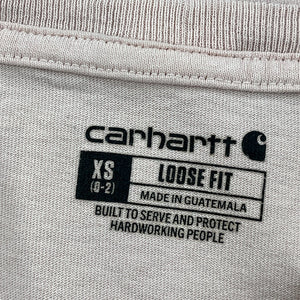 carhartt
XS LOOSE FIT
(0-2) MADE IN GUATEMALA
BUILT TO SERVE AND PROTECT
HARDWORKING PEOPLE